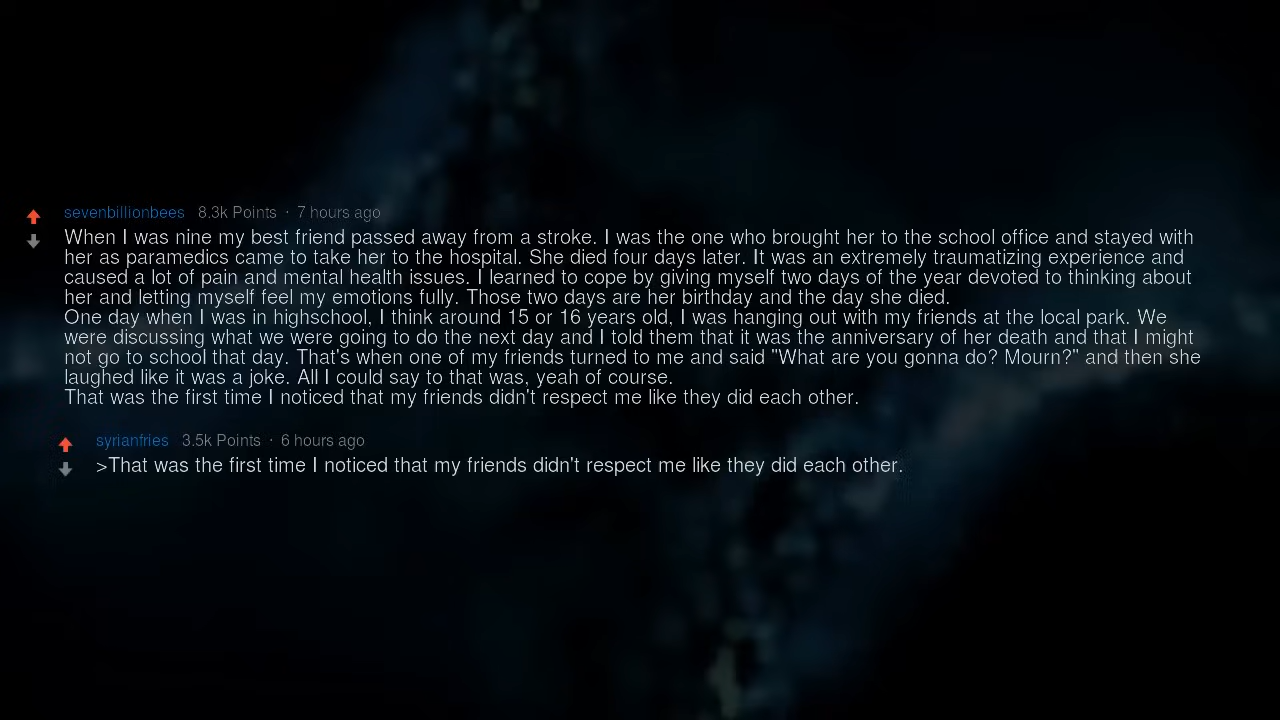 sevenbillionbees 8.3k Points · 7 hours ago
When I was nine my best friend passed away from a stroke. I was the one who brought her to the school office and stayed with
her as paramedics came to take her to the hospital. She died four days later. It was an extremely traumatizing experience and
caused a lot of pain and mental health issues. I learned to cope by giving myself two days of the year devoted to thinking about
her and letting myself feel my emotions fully. Those two days are her birthday and the day she died.
One day when I was in highschool, I think around 15 or 16 years old, I was hanging out with my friends at the local park. We
were discussing what we were going to do the next day and I told them that it was the anniversary of her death and that I might
not go to school that day. That's when one of my friends turned to me and said "What are you gonna do? Mourn?" and then she
laughed like it was a joke. All I could say to that was, yeah of course.
That was the first time I noticed that my friends didn't respect me like they did each other.
syrianfries 3.5k Points · 6 hours ago
>That was the first time I noticed that my friends didn't respect me like they did each other.